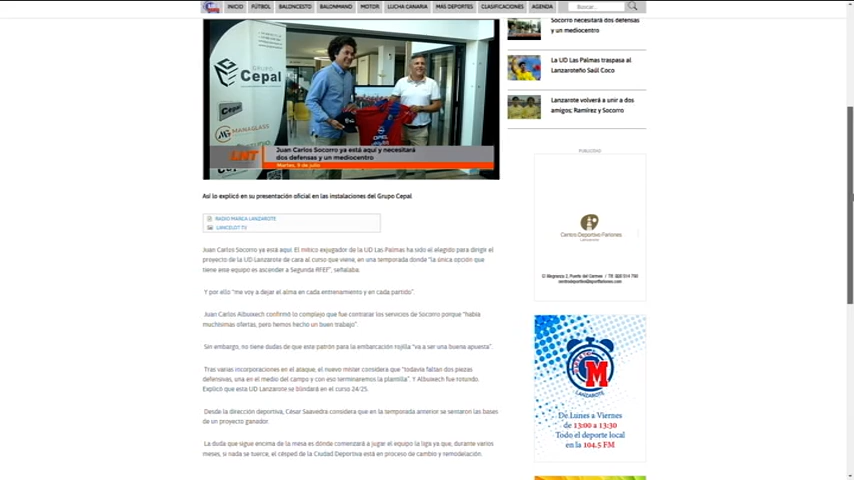 INICIO FÚTBOL BALONCESTO BALONMANO MOTOR LUCHA CANARIA MÁS DEPORTES CLASIFICACIONES AGENDA Buscar...
GRUPO
Cepal
Cepal
MANAGLASS
Juan Carlos Socorro ya está aquí y necesitará
dos defensas y un mediocentro
LNT
Martes, 9 de julio
Así lo explicó en su presentación oficial en las instalaciones del Grupo Cepal
RADIO MARCA LANZAROTE
LANCELOT TV
Juan Carlos Socorro ya está aquí. El mítico exjugador de la UD Las Palmas ha sido el elegido para dirigir el
proyecto de la UD Lanzarote de cara al curso que viene, en una temporada donde "la única opción que
tiene este equipo es ascender a Segunda RFEF", señalaba.
Y por ello "me voy a dejar el alma en cada entrenamiento y en cada partido".
Juan Carlos Albuixech confirmó lo complejo que fue contratar los servicios de Socorro porque "había
muchísimas ofertas, pero hemos hecho un buen trabajo".
Sin embargo, no tiene dudas de que este patrón para la embarcación rojilla "va a ser una buena apuesta".
Tras varias incorporaciones en el ataque, el nuevo míster considera que "todavía faltan dos piezas
defensivas, una en el medio del campo y con eso terminaremos la plantilla". Y Albuixech fue rotundo.
Explicó que esta UD Lanzarote se blindará en el curso 24/25.
Desde la dirección deportiva, César Saavedra considera que en la temporada anterior se sentaron las bases
de un proyecto ganador.
La duda que sigue encima de la mesa es dónde comenzará a jugar el equipo la liga ya que, durante varios
meses, si nada se tuerce, el césped de la Ciudad Deportiva está en proceso de cambio y remodelación.
Socorro necesitará dos defensas
y un mediocentro
La UD Las Palmas traspasa al
Lanzaroteño Saúl Coco
Lanzarote volverá a unir a dos
amigos; Ramírez y Socorro
PUBLICIDAD
Centro Deportivo Fariones
Lanzarote
M
LANZAROTE
De Lunes a Viernes
de 13:00 a 13:30
Todo el deporte local
en la 104.5 FM